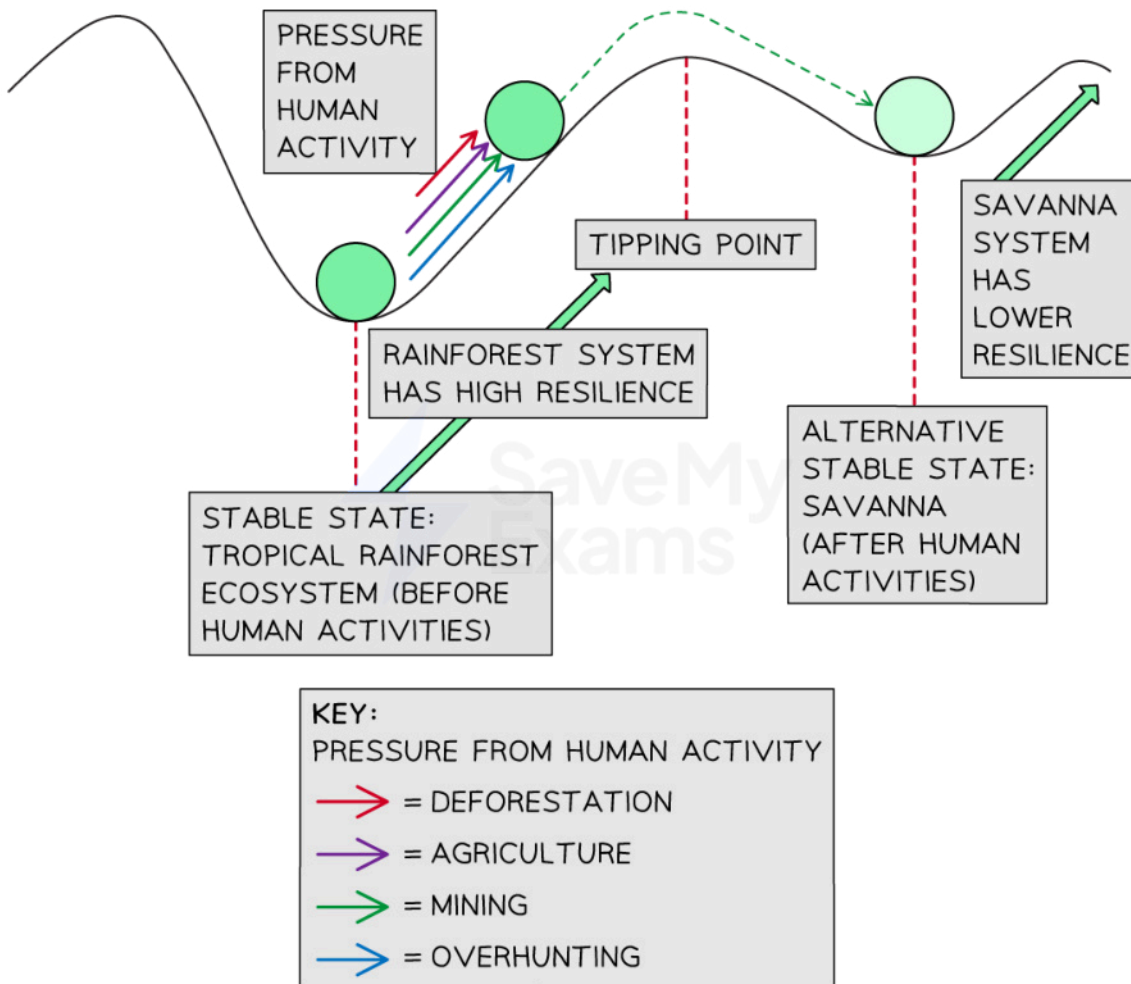 PRESSURE
FROM
HUMAN
ACTIVITY
TIPPING POINT
SAVANNA
SYSTEM
HAS
LOWER
RESILIENCE
RAINFOREST SYSTEM
HAS HIGH RESILIENCE
ALTERNATIVE
STABLE STATE:
SAVANNA
(AFTER HUMAN
ACTIVITIES)
SaveMy
Exams
STABLE STATE:
TROPICAL RAINFOREST
ECOSYSTEM (BEFORE
HUMAN ACTIVITIES)
KEY:
PRESSURE FROM HUMAN ACTIVITY
= DEFORESTATION
= AGRICULTURE
= MINING
= OVERHUNTING